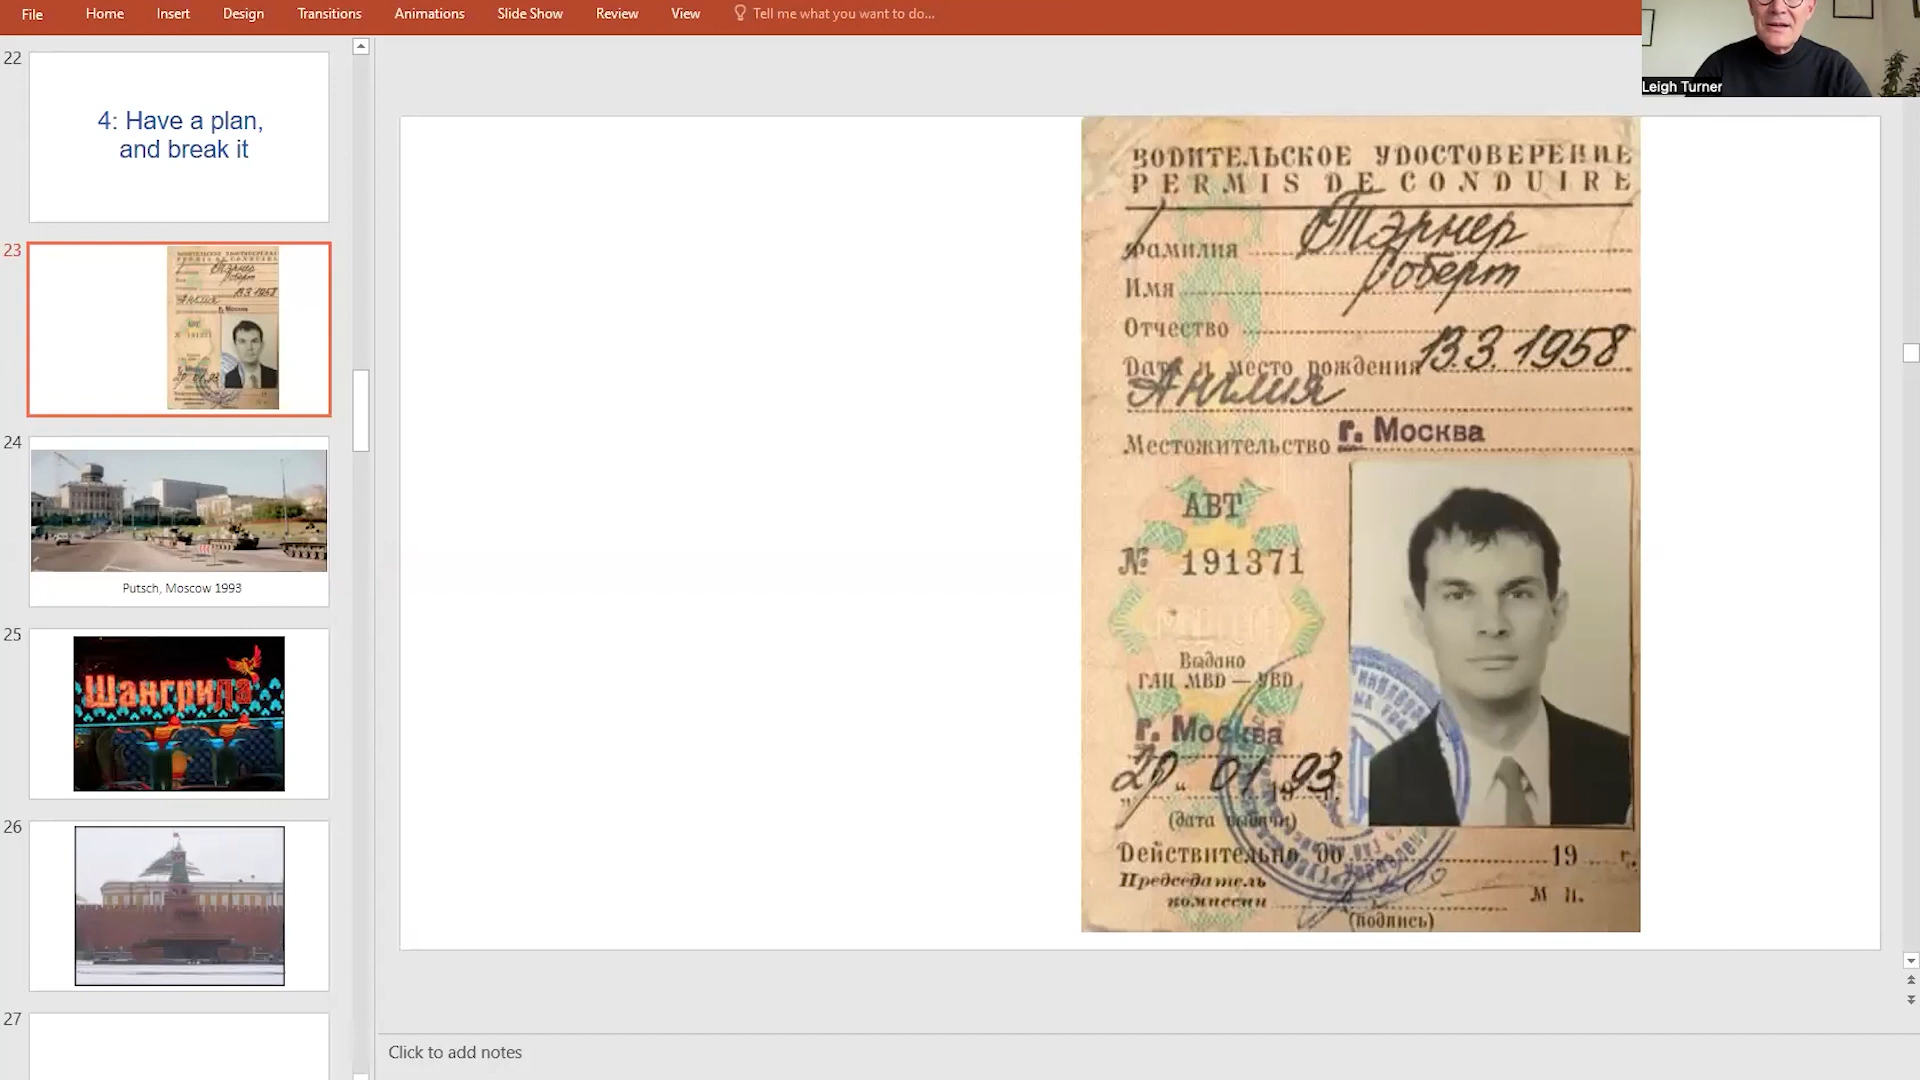 File Home Insert Design Transitions Animations Slide Show Review View Tell me what you want to do...
Leigh Turner
22
4: Have a plan,
and break it
23
24
Putsch, Moscow 1993
25
Шангрила
26
27
ВОДИТЕЛЬСКОЕ УДОСТОВЕРЕНИЕ
PERMIS DE CONDUIRE
Фамилия Тэрнер
Имя Роберт
Отчество
Дата и место рождения 13.3.1958
Англия
Местожительство г. Москва
АВТ
№ 191371
Выдано
ГАИ MBD — UBD
г. Москва
„20“ 01 1993 г.
(дата выдачи)
Действительно до 19 г.
Председатель
комиссии М П.
(подпись)
Click to add notes